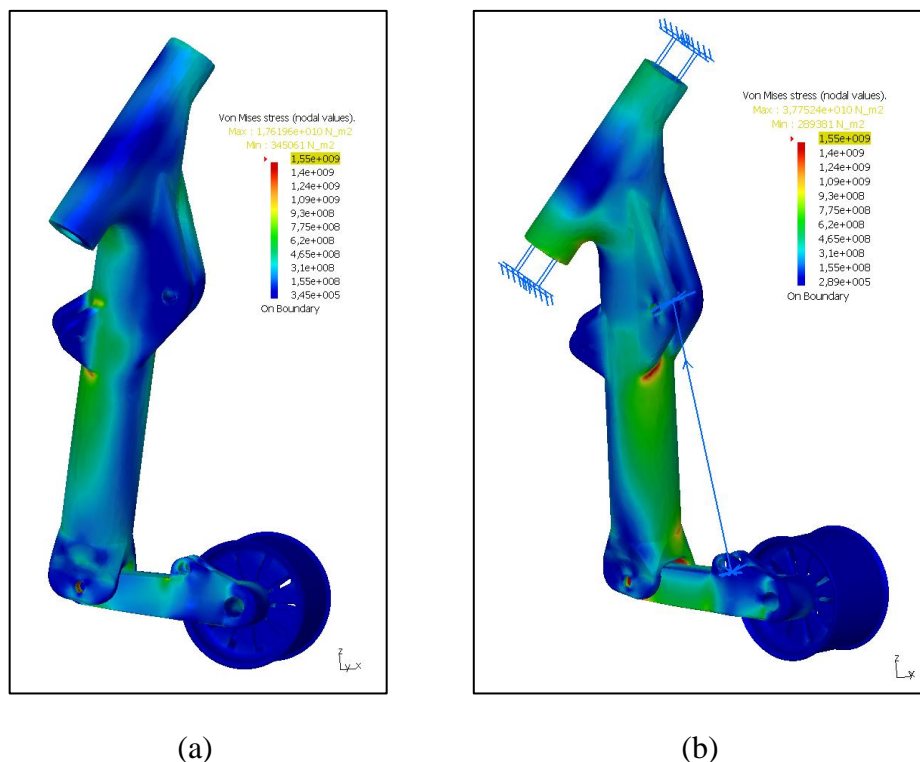 Von Mises stress (nodal values).
Max : 1,76196e+010 N_m2
Min : 345061 N_m2
1,55e+009
1,4e+009
1,24e+009
1,09e+009
9,3e+008
7,75e+008
6,2e+008
4,65e+008
3,1e+008
1,55e+008
3,45e+005
On Boundary
z
y x
(a)
Von Mises stress (nodal values).
Max : 3,77524e+010 N_m2
Min : 289381 N_m2
1,55e+009
1,4e+009
1,24e+009
1,09e+009
9,3e+008
7,75e+008
6,2e+008
4,65e+008
3,1e+008
1,55e+008
2,89e+005
On Boundary
z
(b)